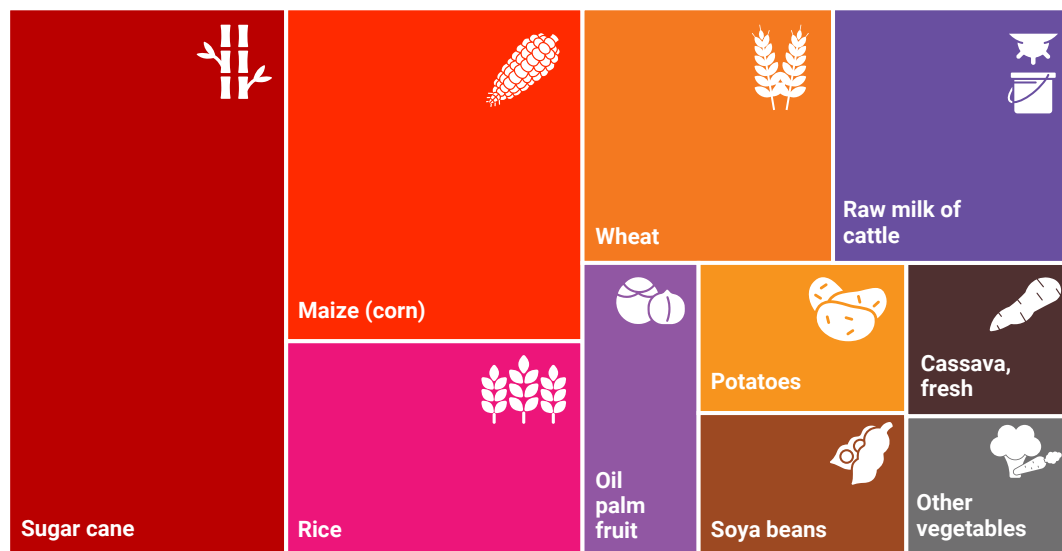 Sugar cane
Maize (corn)
Rice
Wheat
Raw milk of
cattle
Oil
palm
fruit
Potatoes
Soya beans
Cassava,
fresh
Other
vegetables